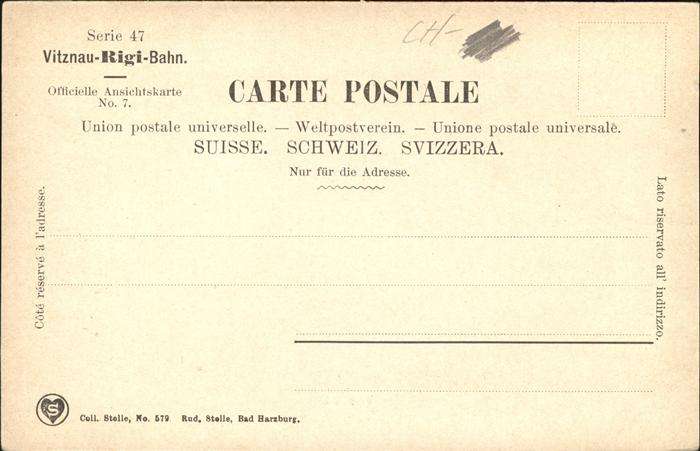 Serie 47
Vitznau-Rigi-Bahn.
Officielle Ansichtskarte
No. 7.
CH-
CARTE POSTALE
Union postale universelle. — Weltpostverein. — Unione postale universale.
SUISSE. SCHWEIZ. SVIZZERA.
Nur für die Adresse.
Côté réservé à l'adresse.
Lato riservato all' indirizzo.
S
Coll. Stolle, No. 579 Rud. Stolle, Bad Harzburg.